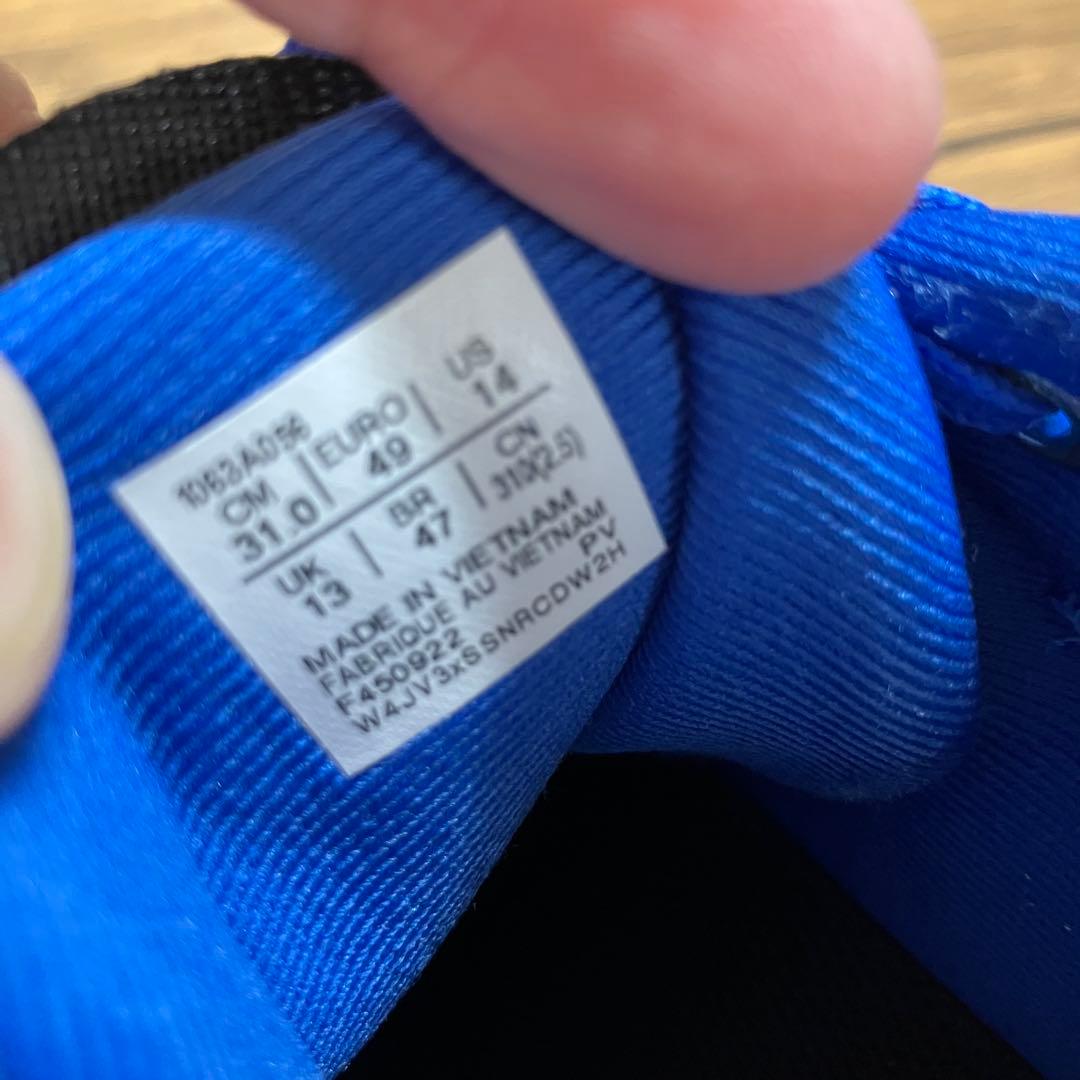 1063A056
CM | EURO | US
31.0 | 49 | 14
UK | BR | CN
13 | 47 | 310(2.5)
MADE IN VIETNAM
FABRIQUE AU VIETNAM
F450922 PV
W4JV3xSSNRCDW2H